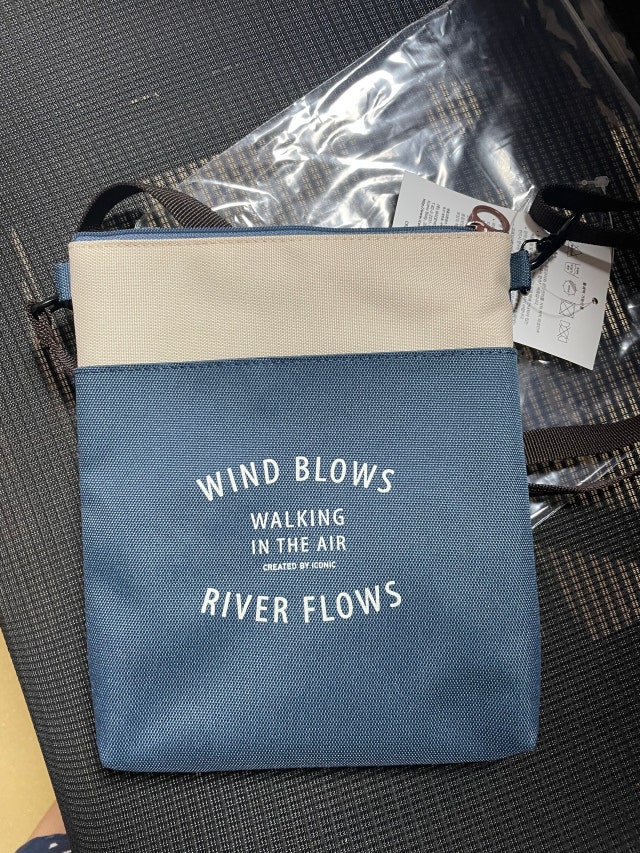 WIND BLOWS
WALKING
IN THE AIR
CREATED BY ICONIC
RIVER FLOWS